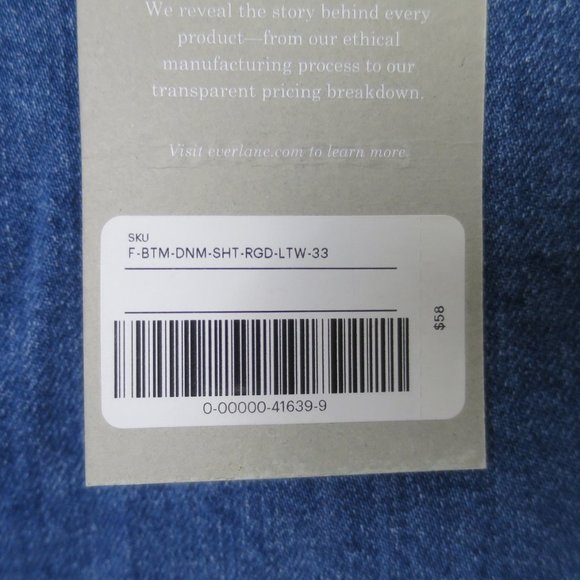 We reveal the story behind every
product—from our ethical
manufacturing process to our
transparent pricing breakdown.
Visit everlane.com to learn more
SKU
F-BTM-DNM-SHT-RGD-LTW-33
$58
0-00000-41639-9